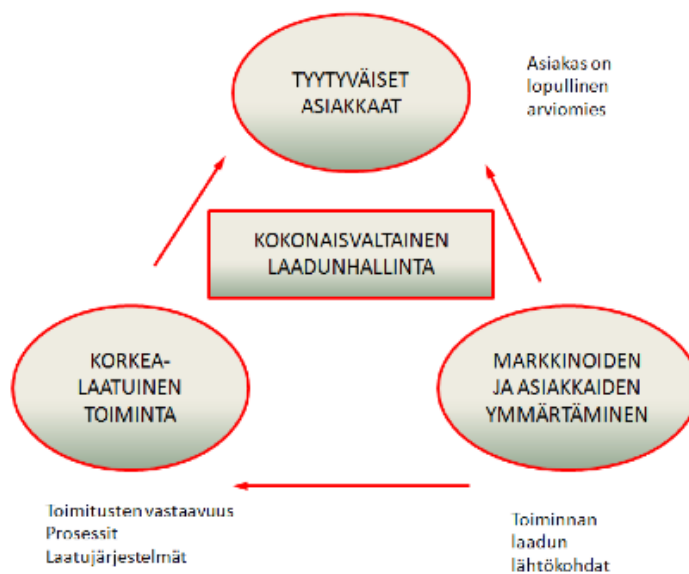 TYYTYVÄISET
ASIAKKAAT
Asiakas on
lopullinen
arviomies
KOKONAISVALTAINEN
LAADUNHALLINTA
KORKEA-
LAATUINEN
TOIMINTA
MARKKINOIDEN
JA ASIAKKAIDEN
YMMÄRTÄMINEN
Toimitusten vastaavuus
Prosessit
Laatujärjestelmät
Toiminnan
laadun
lähtökohdat